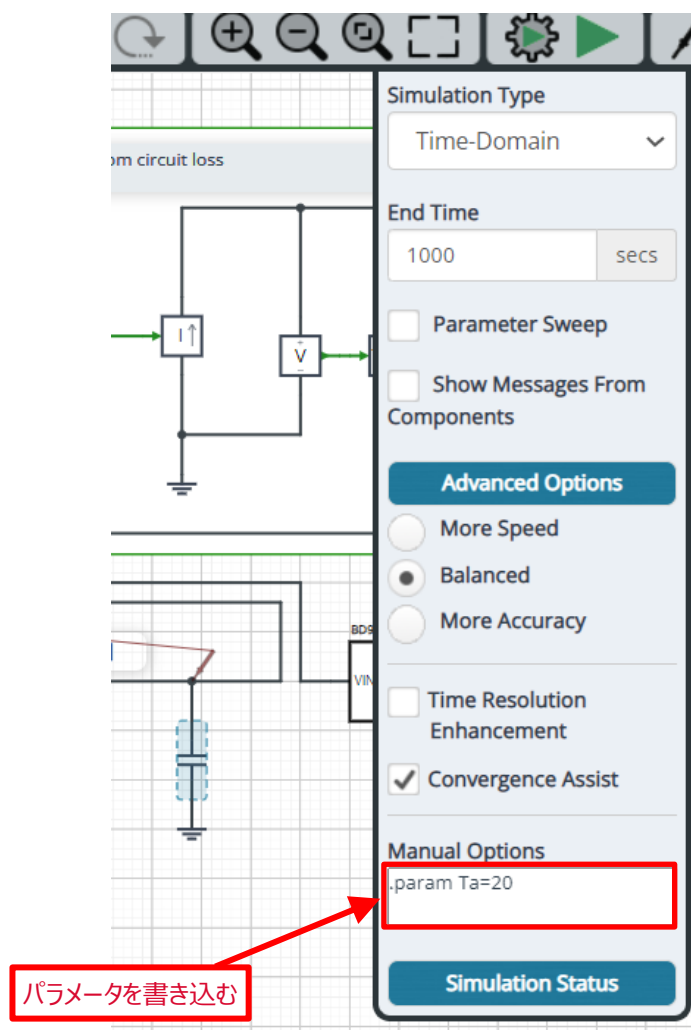 Simulation Type
Time-Domain
om circuit loss
End Time
1000 secs
I↑
V
Parameter Sweep
Show Messages From
Components
Advanced Options
More Speed
Balanced
More Accuracy
BD9
VIN
Time Resolution
Enhancement
Convergence Assist
Manual Options
.param Ta=20
パラメータを書き込む
Simulation Status